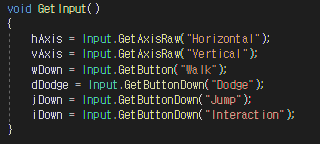 void GetInput()
{
hAxis = Input.GetAxisRaw("Horizontal");
vAxis = Input.GetAxisRaw("Vertical");
wDown = Input.GetButton("Walk");
dDodge = Input.GetButtonDown("Dodge");
jDown = Input.GetButtonDown("Jump");
iDown = Input.GetButtonDown("Interaction");
}